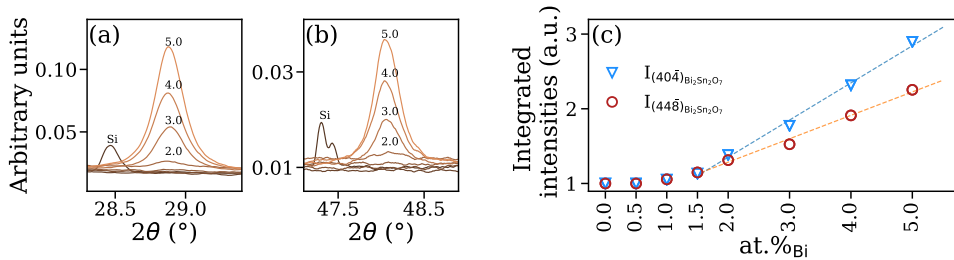 Arbitrary units
0.10
0.05
(a)
5.0
4.0
3.0
2.0
Si
28.5
29.0
2θ (°)
0.03
0.01
(b)
5.0
4.0
3.0
2.0
Si
47.5
48.5
2θ (°)
Integrated
intensities (a.u.)
3
2
1
(c)
I(404̄)Bi₂Sn₂O₇
I(448̄)Bi₂Sn₂O₇
0.0
0.5
1.0
1.5
2.0
3.0
4.0
5.0
at.%Bi